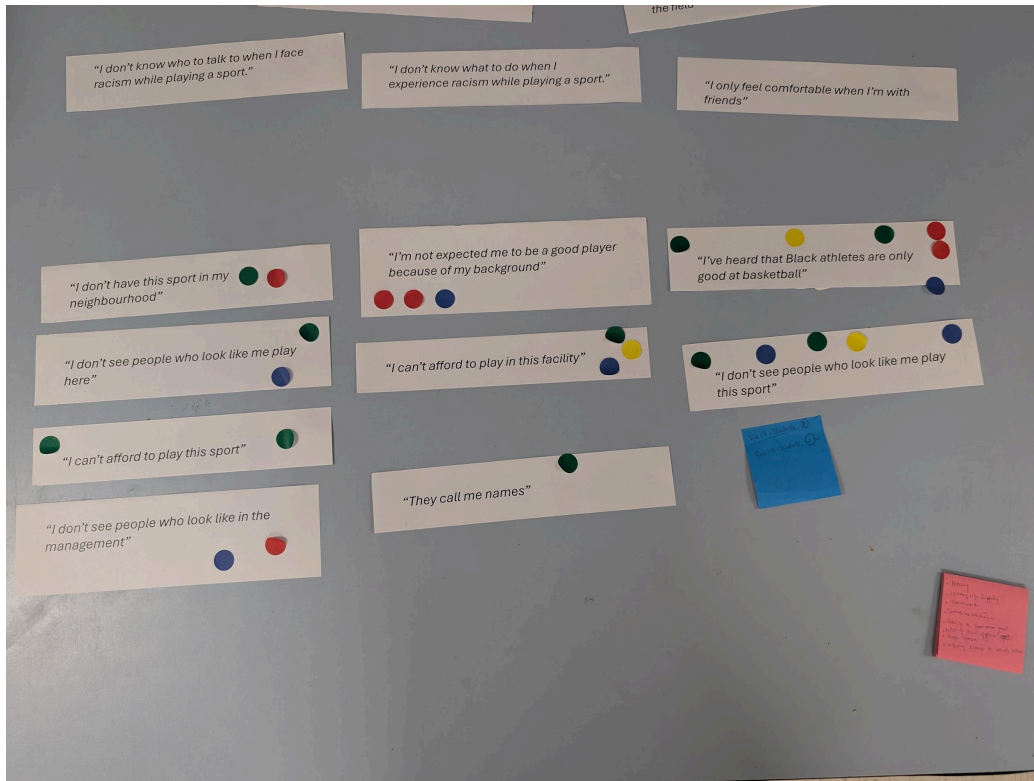 the field
"I don't know who to talk to when I face
racism while playing a sport."
"I don't know what to do when I
experience racism while playing a sport."
"I only feel comfortable when I'm with
friends"
"I don't have this sport in my
neighbourhood"
"I'm not expected me to be a good player
because of my background"
"I've heard that Black athletes are only
good at basketball"
"I don't see people who look like me play
here"
"I can't afford to play in this facility"
"I don't see people who look like me play
this sport"
"I can't afford to play this sport"
"They call me names"
"I don't see people who look like in the
management"